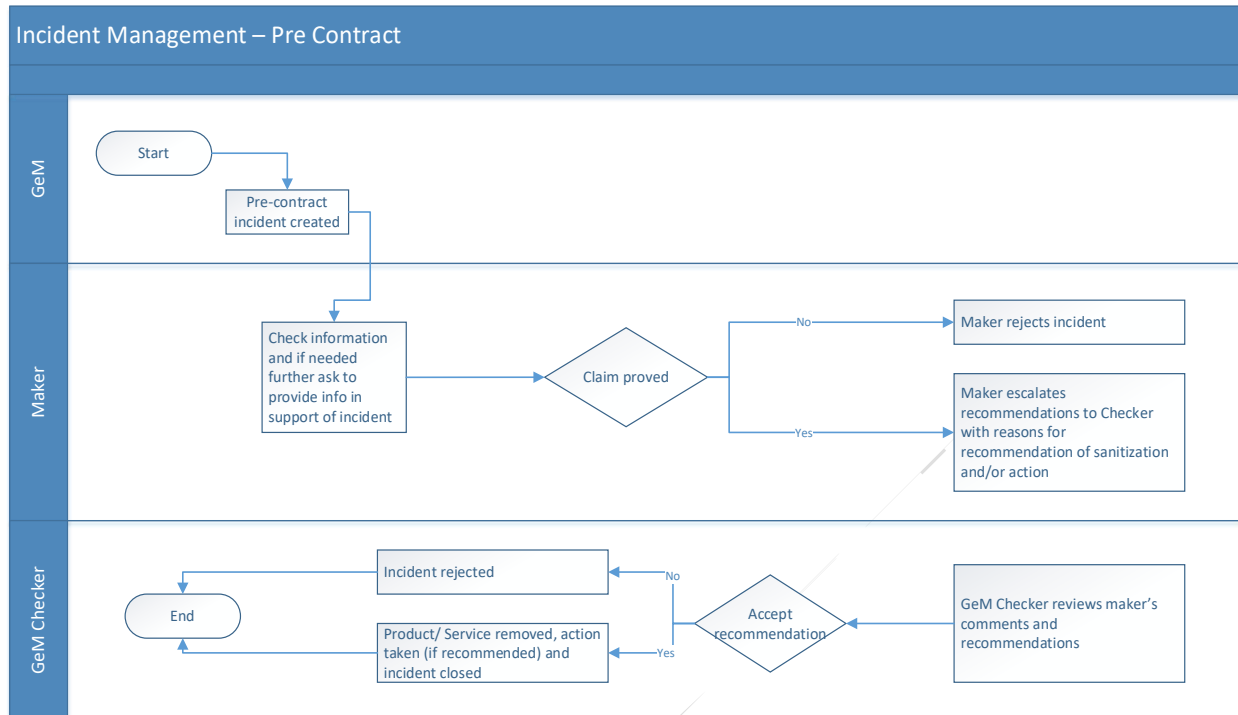 Incident Management – Pre Contract
GeM
Start
Pre-contract
incident created
Maker
Check information
and if needed
further ask to
provide info in
support of incident
Claim proved
No
Maker rejects incident
Yes
Maker escalates
recommendations to Checker
with reasons for
recommendation of sanitization
and/or action
GeM Checker
GeM Checker reviews maker’s
comments and
recommendations
Accept
recommendation
No
Incident rejected
Yes
Product/ Service removed, action
taken (if recommended) and
incident closed
End